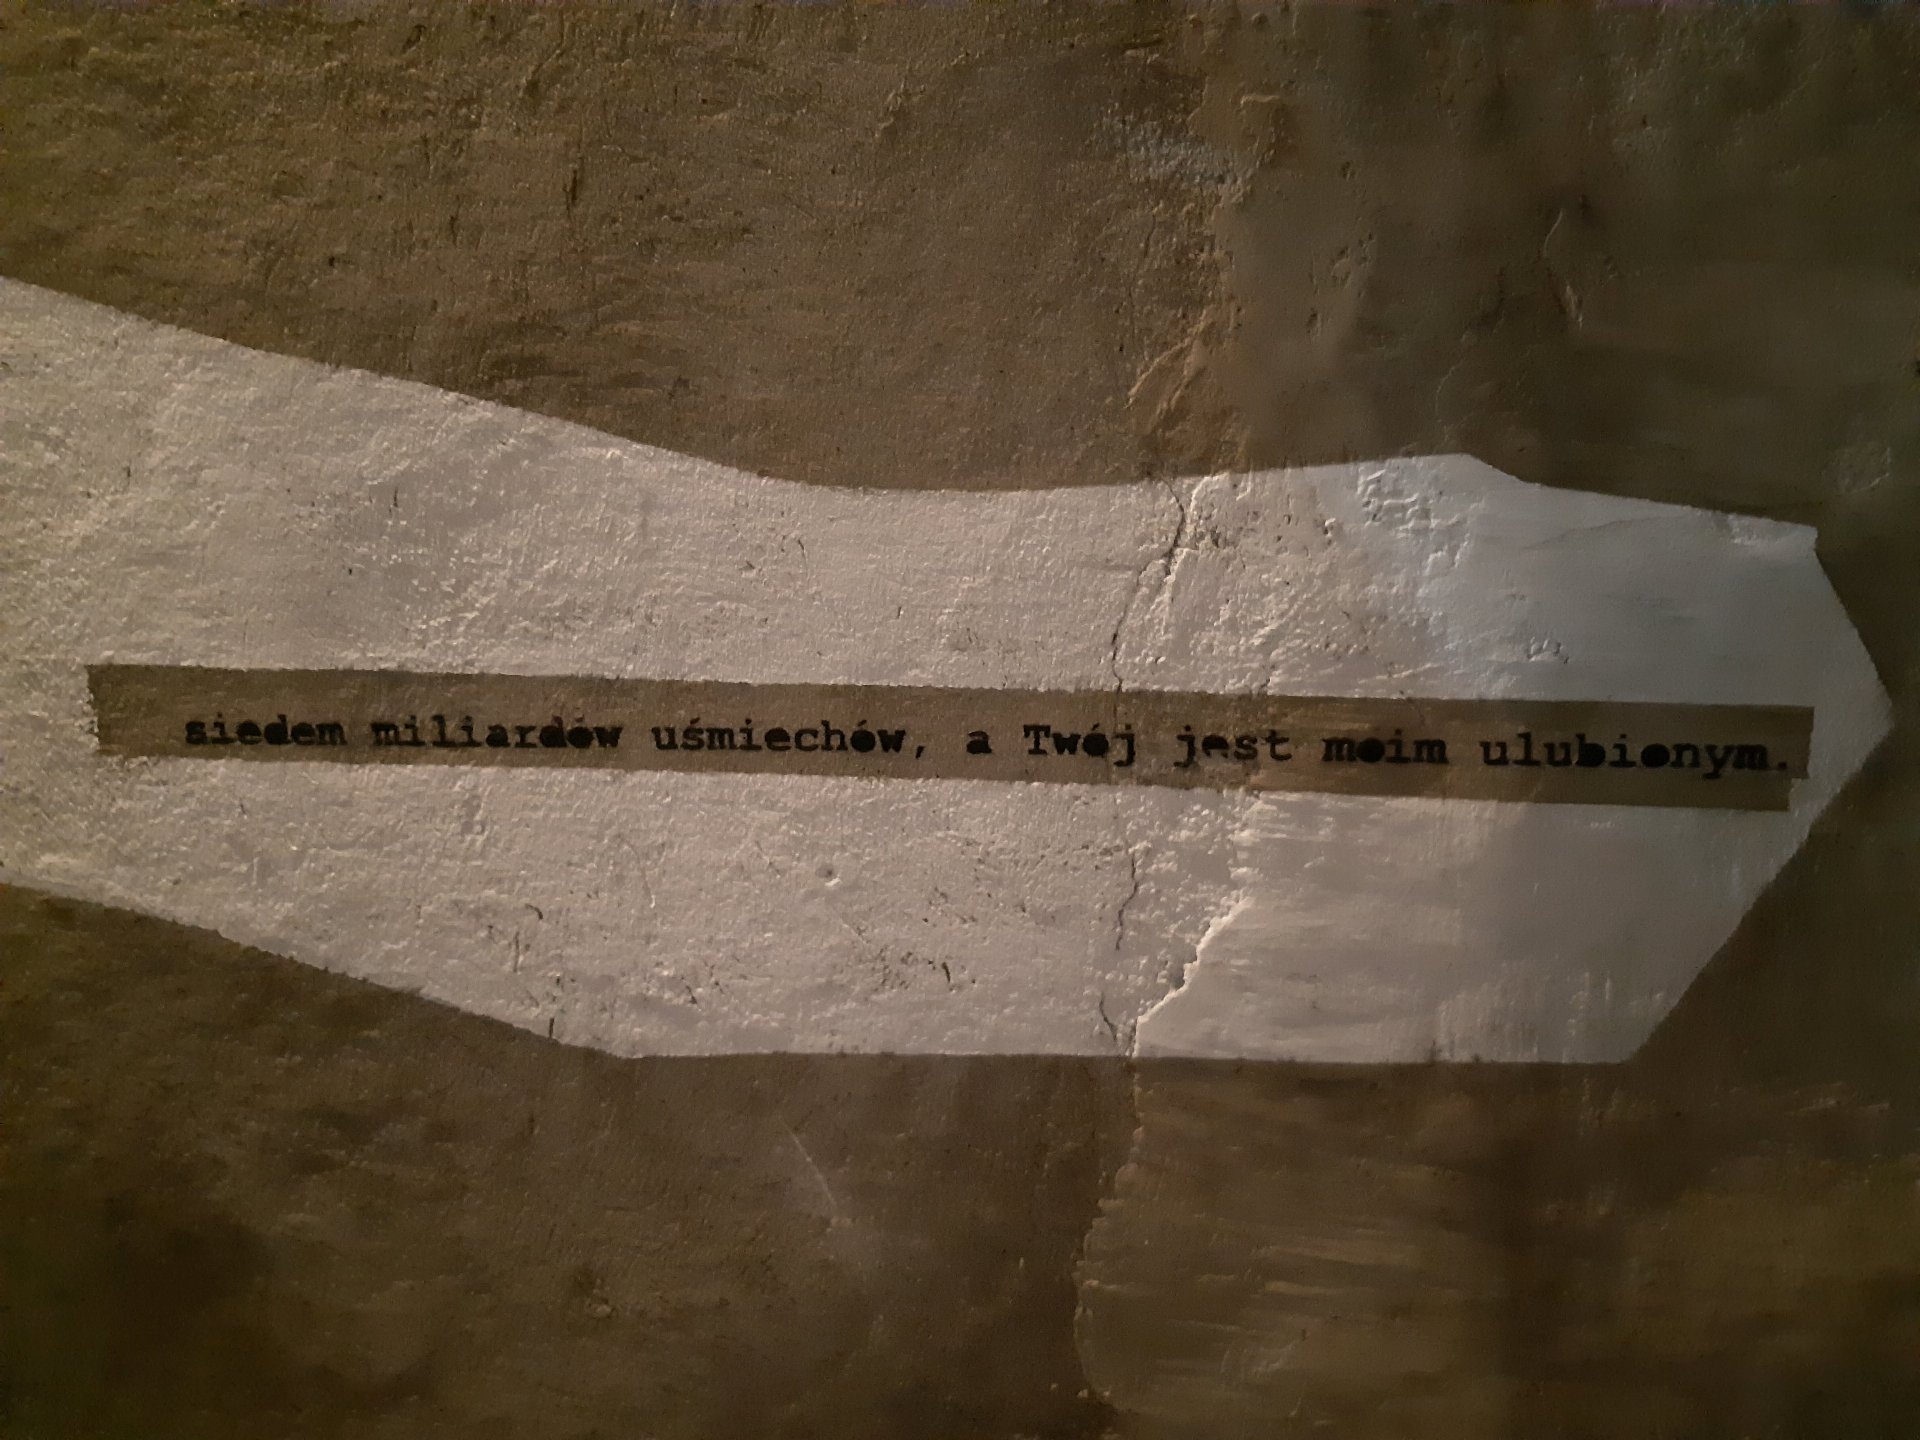 siedem miliardów uśmiechów, a Twój jest moim ulubionym.